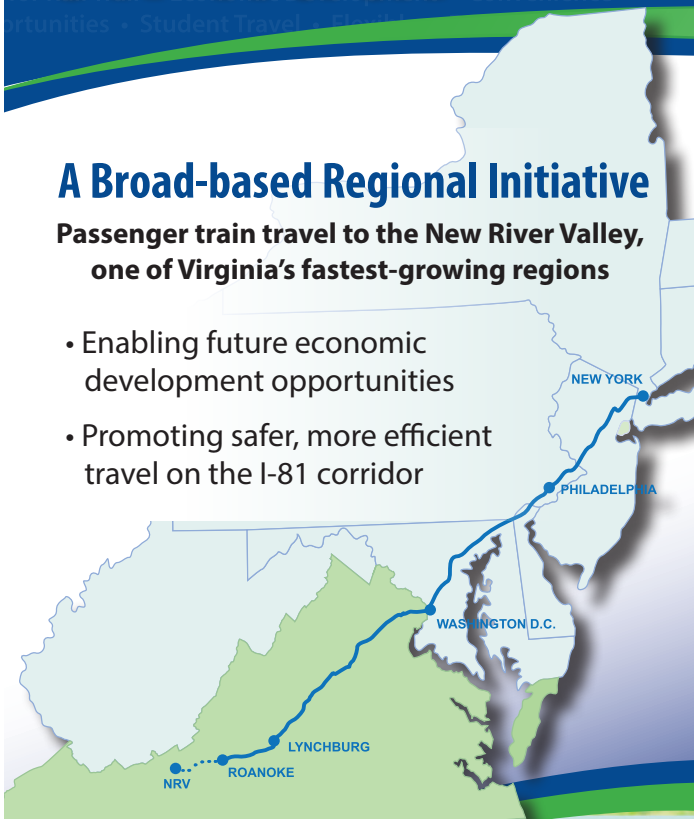 ortunities • Student Travel •
A Broad-based Regional Initiative
Passenger train travel to the New River Valley,
one of Virginia's fastest-growing regions
• Enabling future economic
development opportunities
• Promoting safer, more efficient
travel on the I-81 corridor
NEW YORK
PHILADELPHIA
WASHINGTON D.C.
LYNCHBURG
ROANOKE
NRV